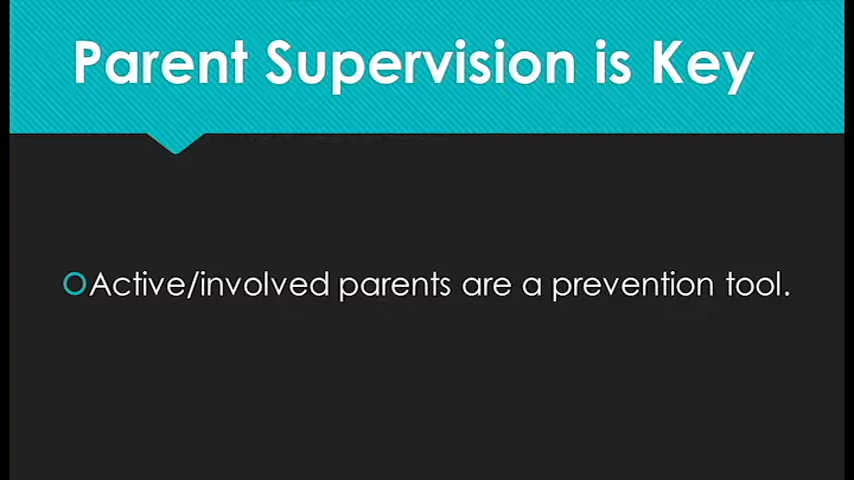 Parent Supervision is Key
Active/involved parents are a prevention tool.